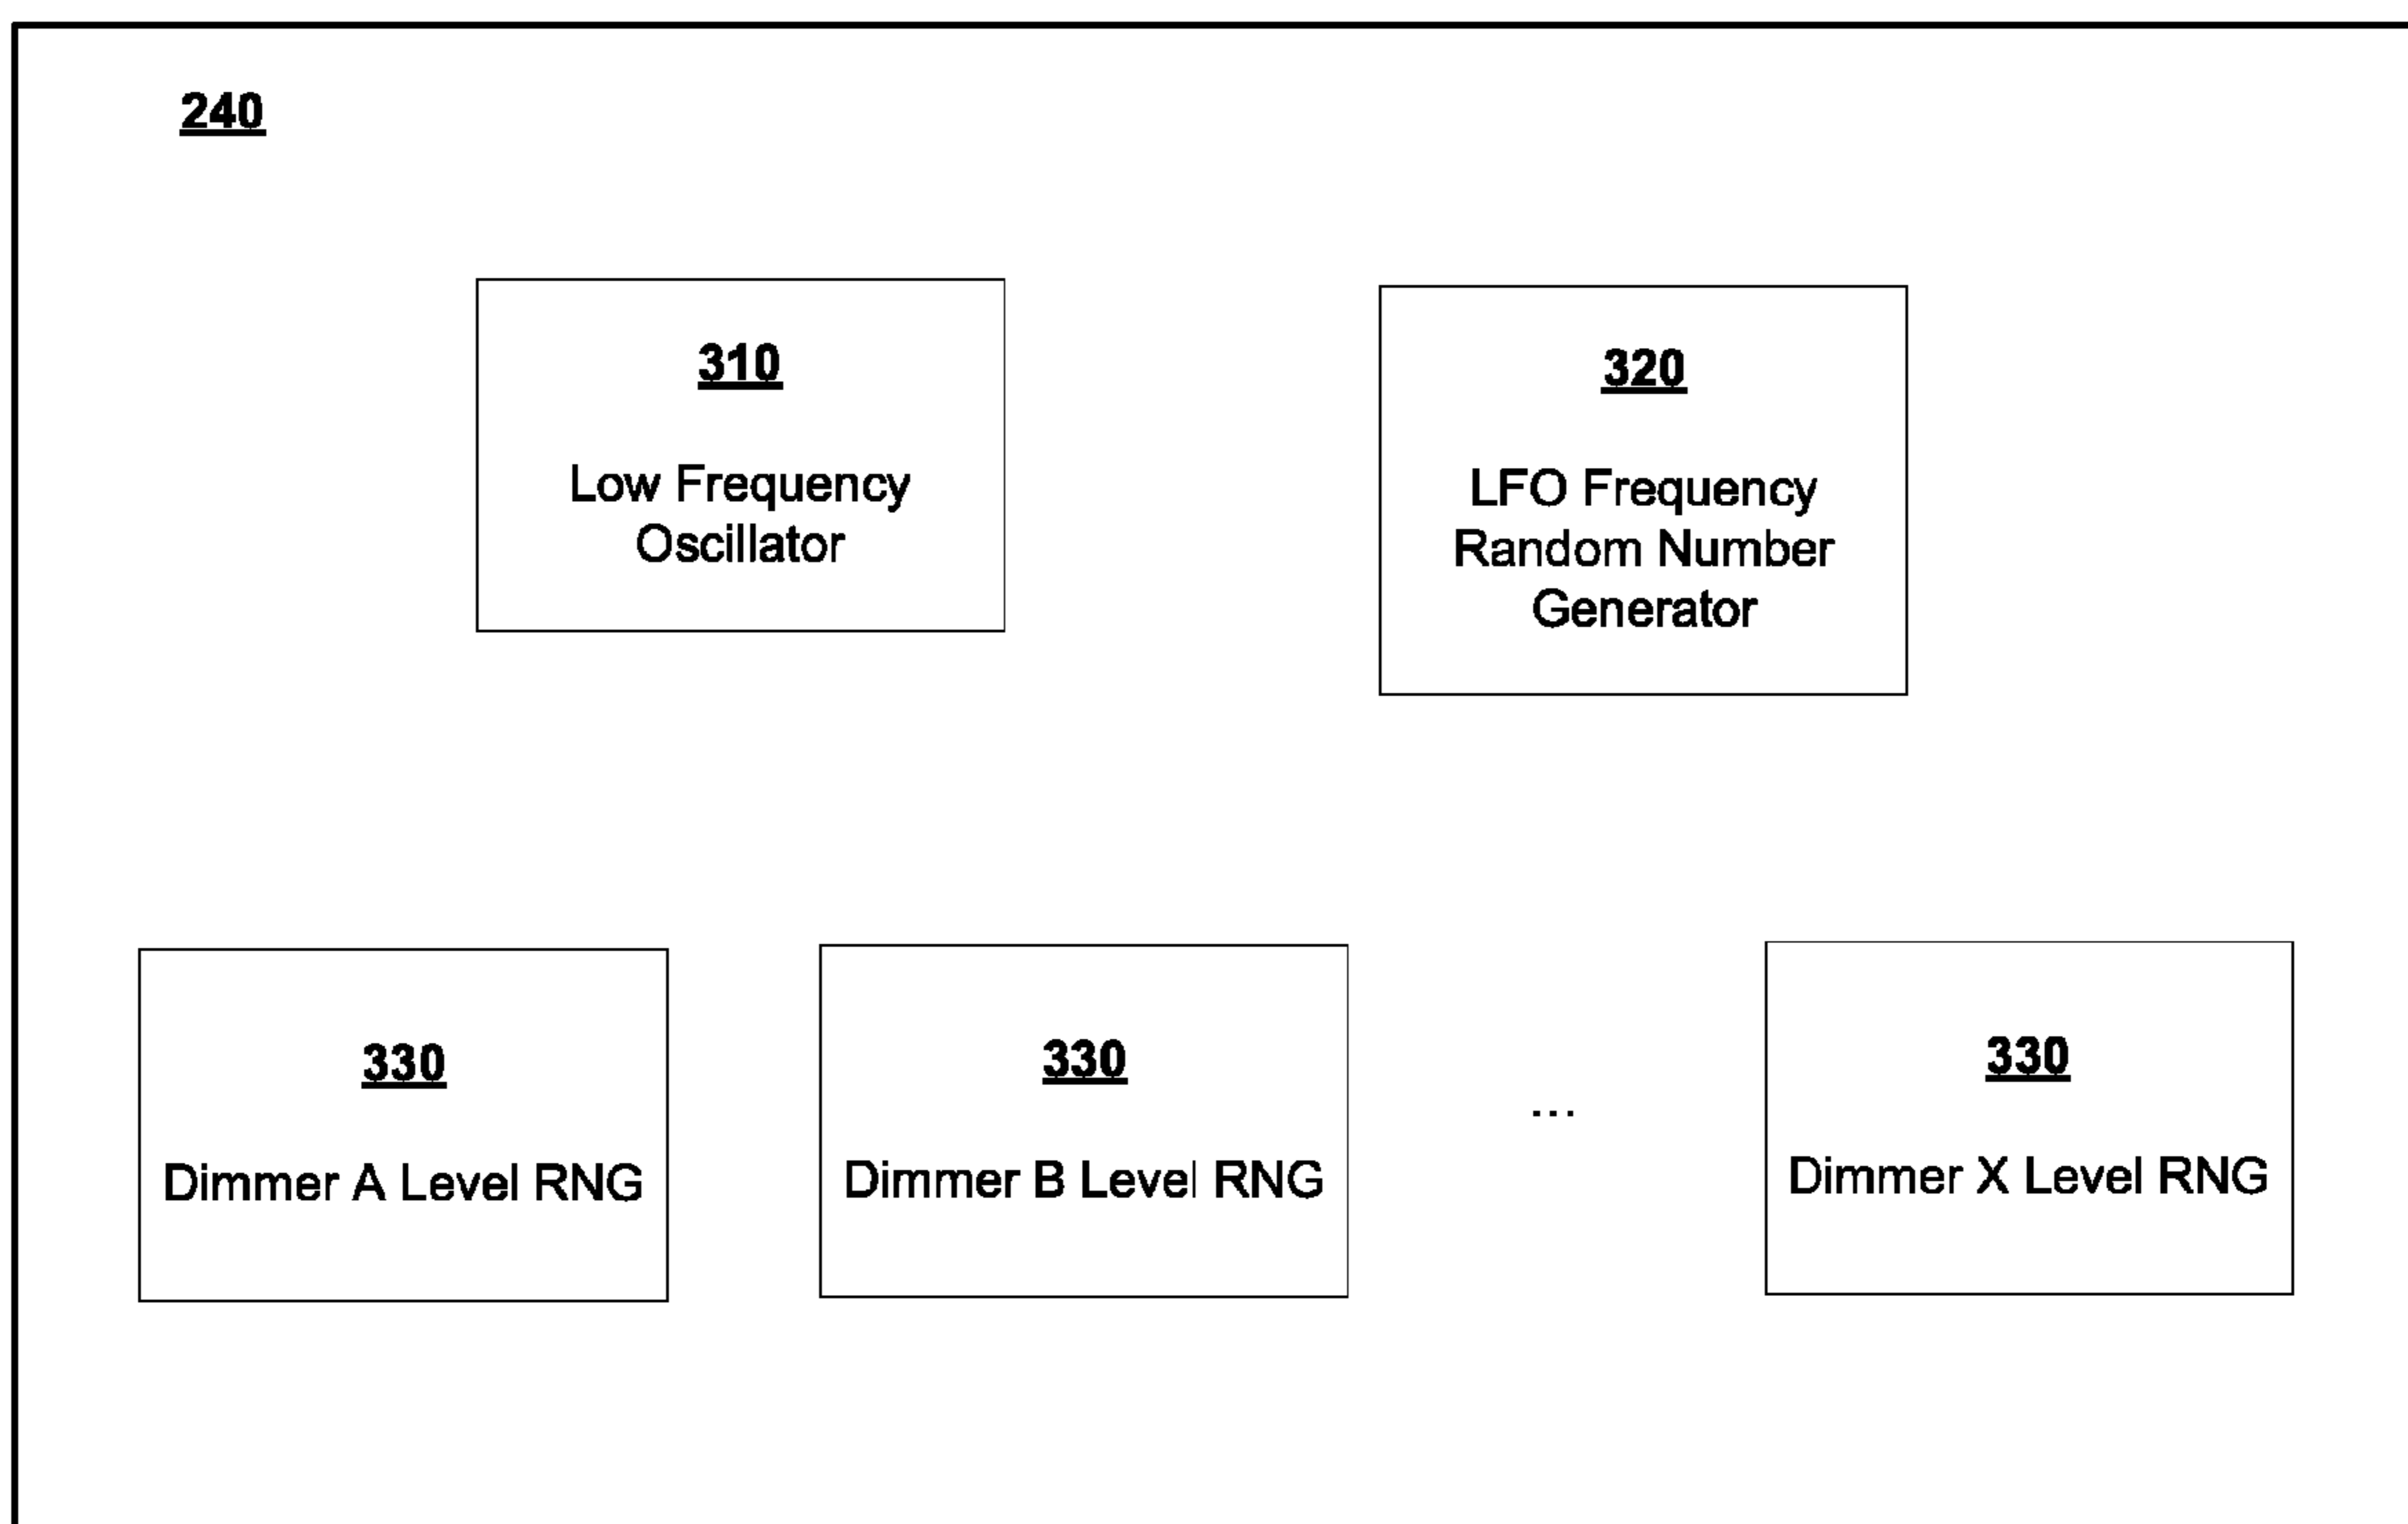 240
310
Low Frequency
Oscillator
320
LFO Frequency
Random Number
Generator
330
Dimmer A Level RNG
330
Dimmer B Level RNG
...
330
Dimmer X Level RNG